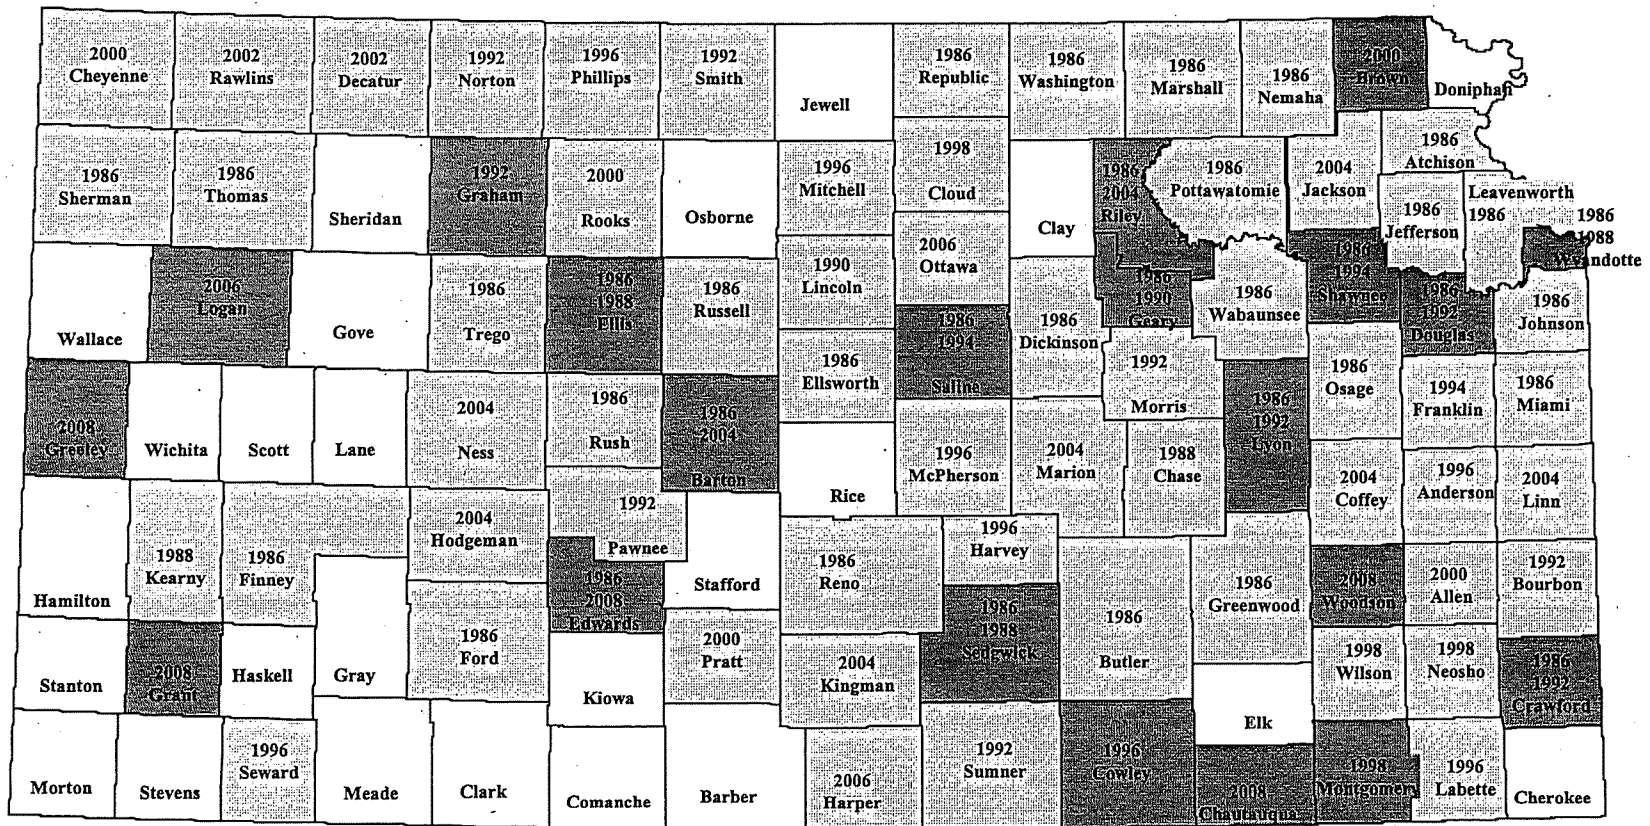 2000
Cheyenne
2002
Rawlins
2002
Decatur
1992
Norton
1996
Phillips
1992
Smith
Jewell
1986
Republic
1986
Washington
1986
Marshall
1986
Nemaha
2000
Brown
Doniphan
1986
Sherman
1986
Thomas
Sheridan
1992
Graham
2000
Rooks
Osborne
1996
Mitchell
1998
Cloud
Clay
1986
2004
Riley
1986
Pottawatomie
2004
Jackson
1986
Atchison
1986
Jefferson
Leavenworth
1986
1986
1988
Wyandotte
Wallace
2006
Logan
Gove
1986
Trego
1986
1988
Ellis
1986
Russell
1990
Lincoln
2006
Ottawa
1986
1994
Saline
1986
Dickinson
1986
1990
Geary
1986
Wabaunsee
1986
1994
Shawnee
1986
1992
Douglas
1986
Johnson
2008
Greeley
Wichita
Scott
Lane
2004
Ness
1986
Rush
1986
2004
Barton
1986
Ellsworth
Rice
1996
McPherson
2004
Marion
1992
Morris
1988
Chase
1986
1992
Lyon
1986
Osage
1994
Franklin
1986
Miami
2004
Coffey
1996
Anderson
2004
Linn
Hamilton
1988
Kearny
1986
Finney
2004
Hodgeman
1992
Pawnee
1986
2008
Edwards
Stafford
1986
Reno
1996
Harvey
1986
1988
Sedgwick
1986
Butler
1986
Greenwood
2008
Woodson
2000
Allen
1992
Bourbon
Stanton
2008
Grant
Haskell
Gray
1986
Ford
Kiowa
2000
Pratt
2004
Kingman
Elk
1998
Wilson
1998
Neosho
1986
1992
Crawford
Morton
Stevens
1996
Seward
Meade
Clark
Comanche
Barber
2006
Harper
1992
Sumner
1996
Cowley
2008
Chautauqua
1998
Montgomery
1996
Labette
Cherokee